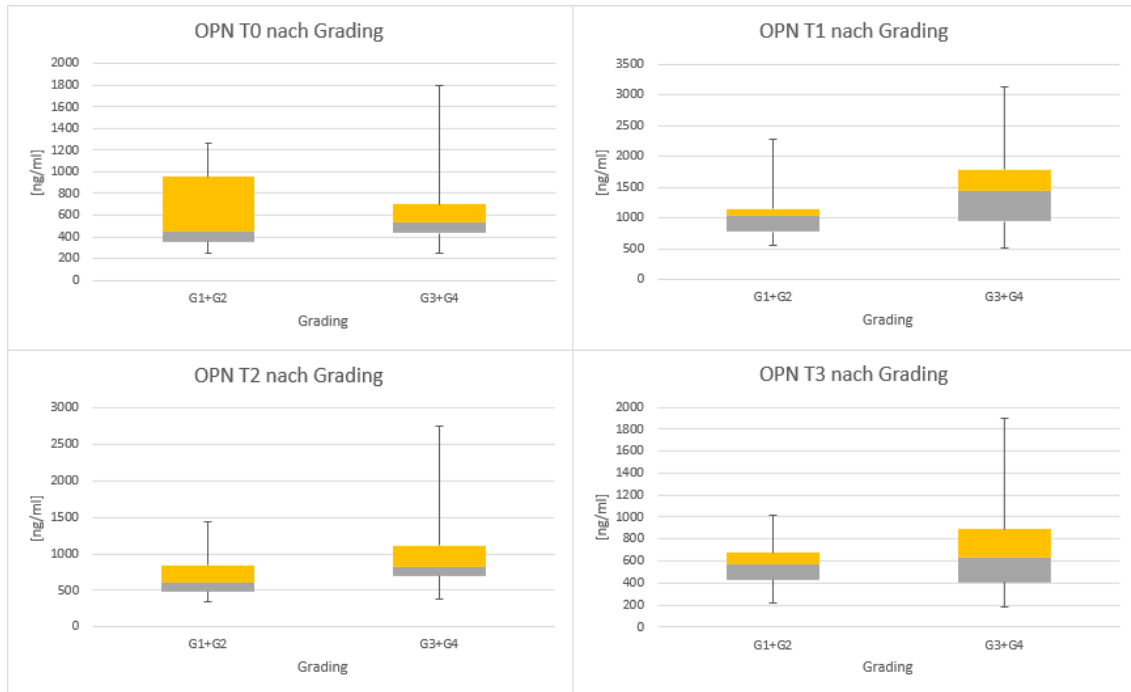 OPN T0 nach Grading
2000
1800
1600
1400
1200
1000
800
600
400
200
0
[ng/ml]
G1+G2 G3+G4
Grading
OPN T1 nach Grading
3500
3000
2500
2000
1500
1000
500
0
[ng/ml]
G1+G2 G3+G4
Grading
OPN T2 nach Grading
3000
2500
2000
1500
1000
500
0
[ng/ml]
G1+G2 G3+G4
Grading
OPN T3 nach Grading
2000
1800
1600
1400
1200
1000
800
600
400
200
0
[ng/ml]
G1+G2 G3+G4
Grading